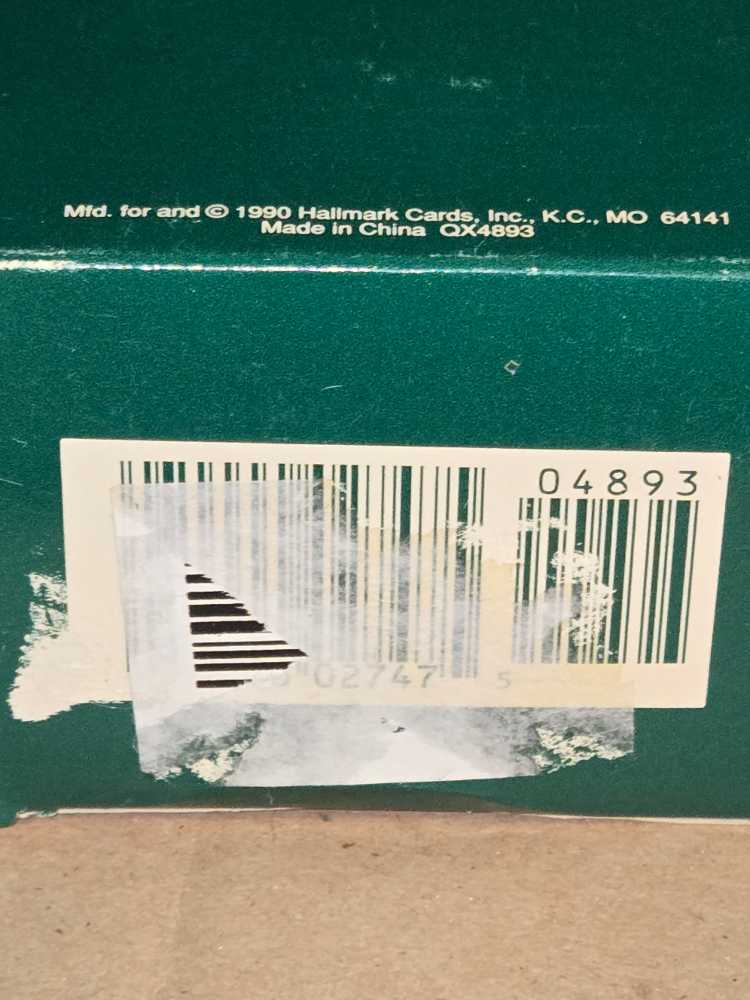 Mfd. for and © 1990 Hallmark Cards, Inc., K.C., MO 64141
Made in China QX4893
04893
02747 5